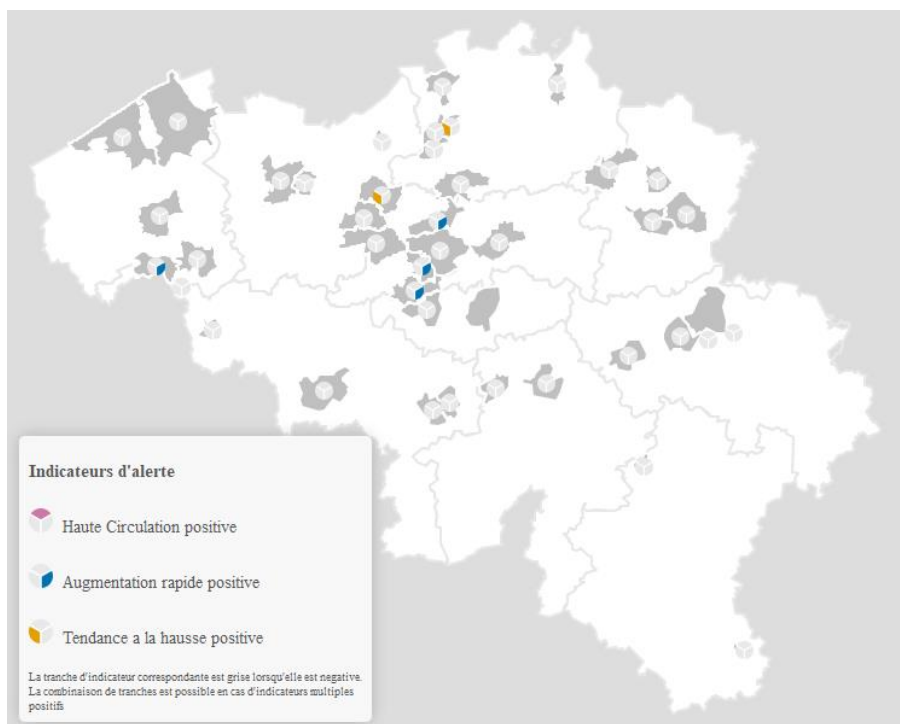 Indicateurs d'alerte
Haute Circulation positive
Augmentation rapide positive
Tendance a la hausse positive
La tranche d'indicateur correspondante est grise lorsqu'elle est negative.
La combinaison de tranches est possible en cas d'indicateurs multiples
positifs